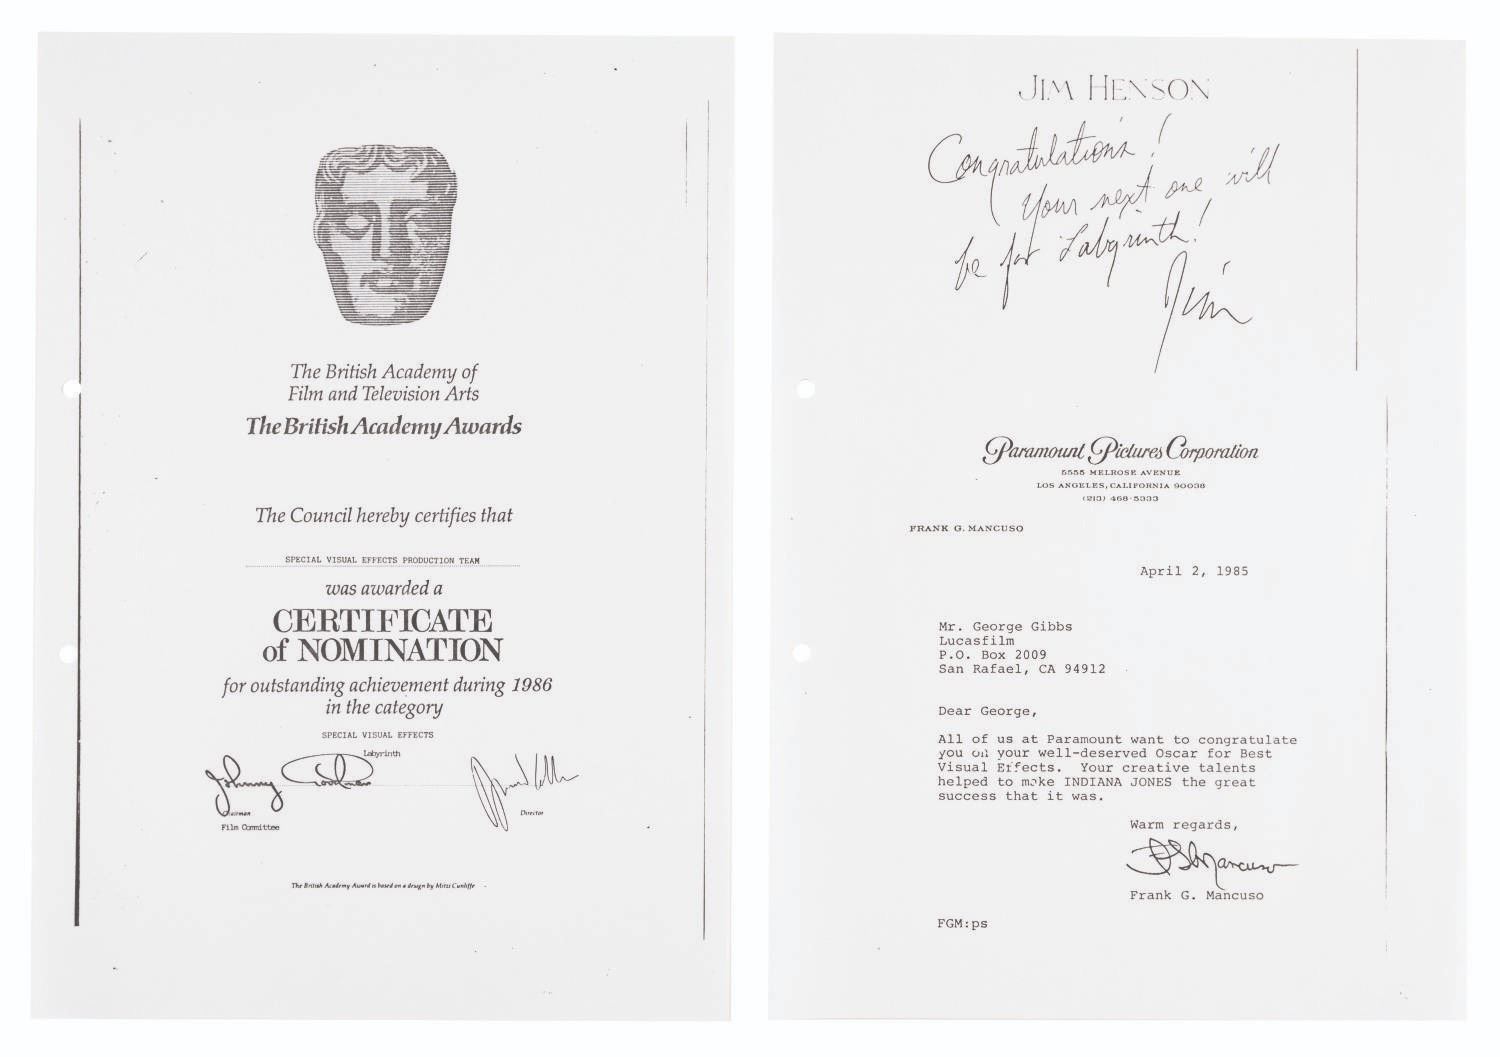 The British Academy of
Film and Television Arts
The British Academy Awards
The Council hereby certifies that
SPECIAL VISUAL EFFECTS PRODUCTION TEAM
was awarded a
CERTIFICATE
of NOMINATION
for outstanding achievement during 1986
in the category
SPECIAL VISUAL EFFECTS
Labyrinth
Johnny Goodman
Chairman
Film Committee
Director
The British Academy Award is based on a design by Mitzi Cunliffe
JIM HENSON
Congratulations!
Your next one will
be for Labyrinth!
Jim
Paramount Pictures Corporation
5555 MELROSE AVENUE
LOS ANGELES, CALIFORNIA 90038
(213) 468-5333
FRANK G. MANCUSO
April 2, 1985
Mr. George Gibbs
Lucasfilm
P.O. Box 2009
San Rafael, CA 94912
Dear George,
All of us at Paramount want to congratulate
you on your well-deserved Oscar for Best
Visual Effects. Your creative talents
helped to make INDIANA JONES the great
success that it was.
Warm regards,
F G Mancuso
Frank G. Mancuso
FGM:ps